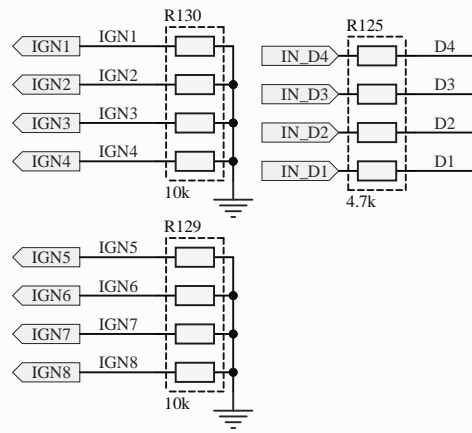 R130
IGN1 IGN1
IGN2 IGN2
IGN3 IGN3
IGN4 IGN4
10k
R125
IN_D4 D4
IN_D3 D3
IN_D2 D2
IN_D1 D1
4.7k
R129
IGN5 IGN5
IGN6 IGN6
IGN7 IGN7
IGN8 IGN8
10k